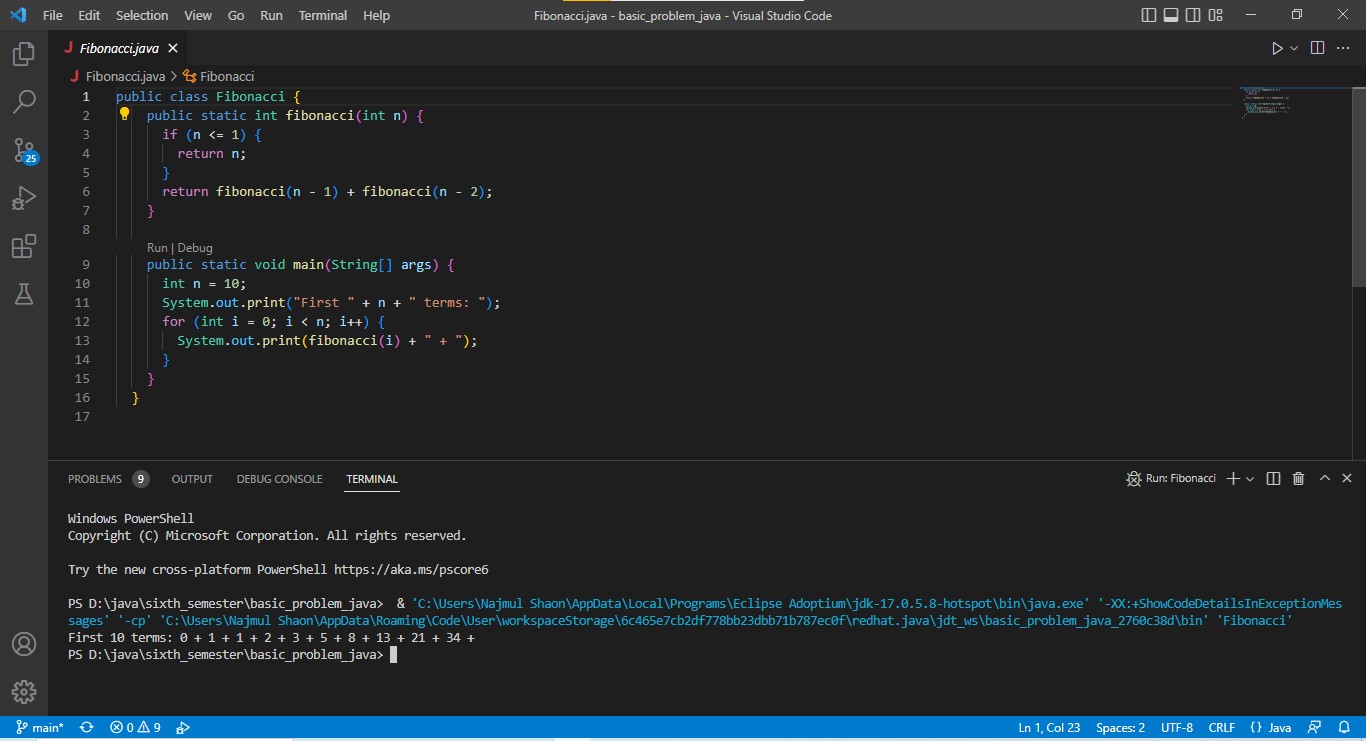 File Edit Selection View Go Run Terminal Help Fibonacci.java - basic_problem_java - Visual Studio Code
J Fibonacci.java
J Fibonacci.java > Fibonacci
1 public class Fibonacci {
2 public static int fibonacci(int n) {
3 if (n <= 1) {
4 return n;
5 }
6 return fibonacci(n - 1) + fibonacci(n - 2);
7 }
8
Run | Debug
9 public static void main(String[] args) {
10 int n = 10;
11 System.out.print("First " + n + " terms: ");
12 for (int i = 0; i < n; i++) {
13 System.out.print(fibonacci(i) + " + ");
14 }
15 }
16 }
17
25
PROBLEMS 9 OUTPUT DEBUG CONSOLE TERMINAL Run: Fibonacci
Windows PowerShell
Copyright (C) Microsoft Corporation. All rights reserved.
Try the new cross-platform PowerShell https://aka.ms/pscore6
PS D:\java\sixth_semester\basic_problem_java>  & 'C:\Users\Najmul Shaon\AppData\Local\Programs\Eclipse Adoptium\jdk-17.0.5.8-hotspot\bin\java.exe' '-XX:+ShowCodeDetailsInExceptionMes
sages' '-cp' 'C:\Users\Najmul Shaon\AppData\Roaming\Code\User\workspaceStorage\6c465e7cb2df778bb23dbb71b787ec0f\redhat.java\jdt_ws\basic_problem_java_2760c38d\bin' 'Fibonacci'
First 10 terms: 0 + 1 + 1 + 2 + 3 + 5 + 8 + 13 + 21 + 34 +
PS D:\java\sixth_semester\basic_problem_java>
main* 0 9 Ln 1, Col 23 Spaces: 2 UTF-8 CRLF {} Java